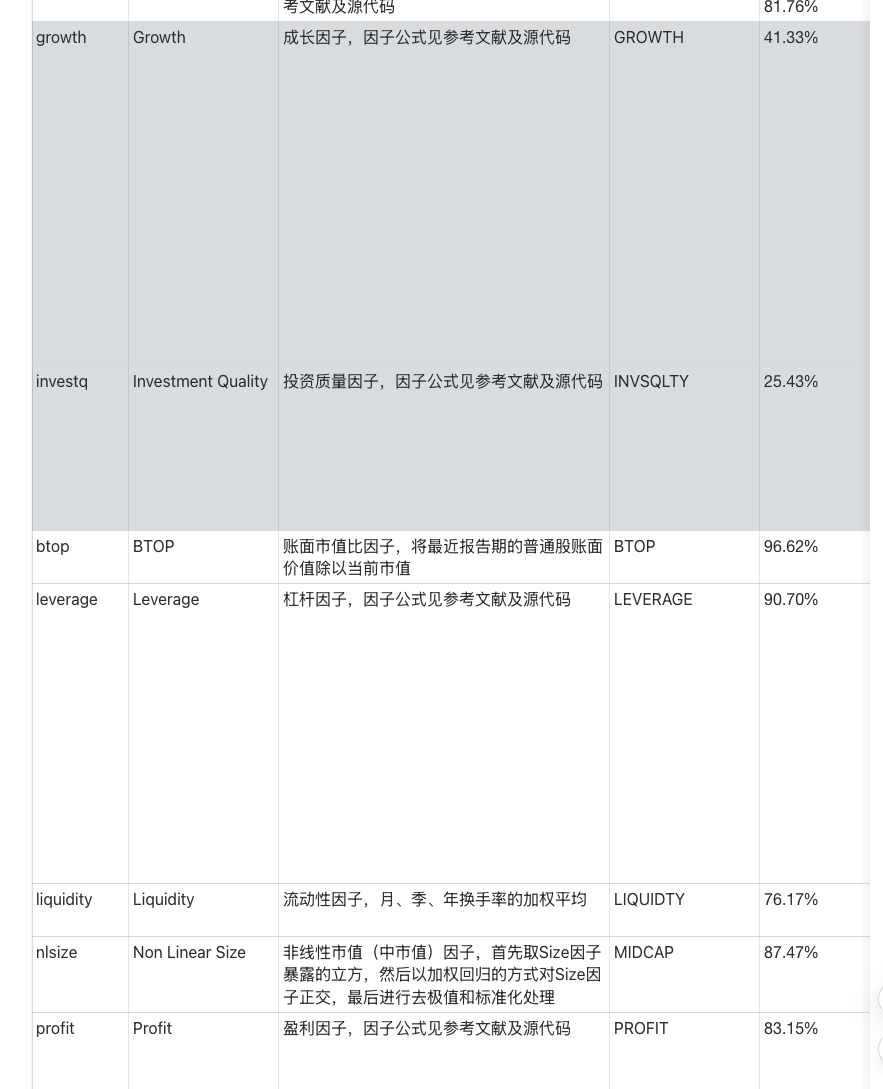 考文献及源代码 81.76%
growth Growth 成长因子，因子公式见参考文献及源代码 GROWTH 41.33%
investq Investment Quality 投资质量因子，因子公式见参考文献及源代码 INVSQLTY 25.43%
btop BTOP 账面市值比因子，将最近报告期的普通股账面 BTOP 96.62%
价值除以当前市值
leverage Leverage 杠杆因子，因子公式见参考文献及源代码 LEVERAGE 90.70%
liquidity Liquidity 流动性因子，月、季、年换手率的加权平均 LIQUIDTY 76.17%
nlsize Non Linear Size 非线性市值（中市值）因子，首先取Size因子 MIDCAP 87.47%
暴露的立方，然后以加权回归的方式对Size因
子正交，最后进行去极值和标准化处理
profit Profit 盈利因子，因子公式见参考文献及源代码 PROFIT 83.15%